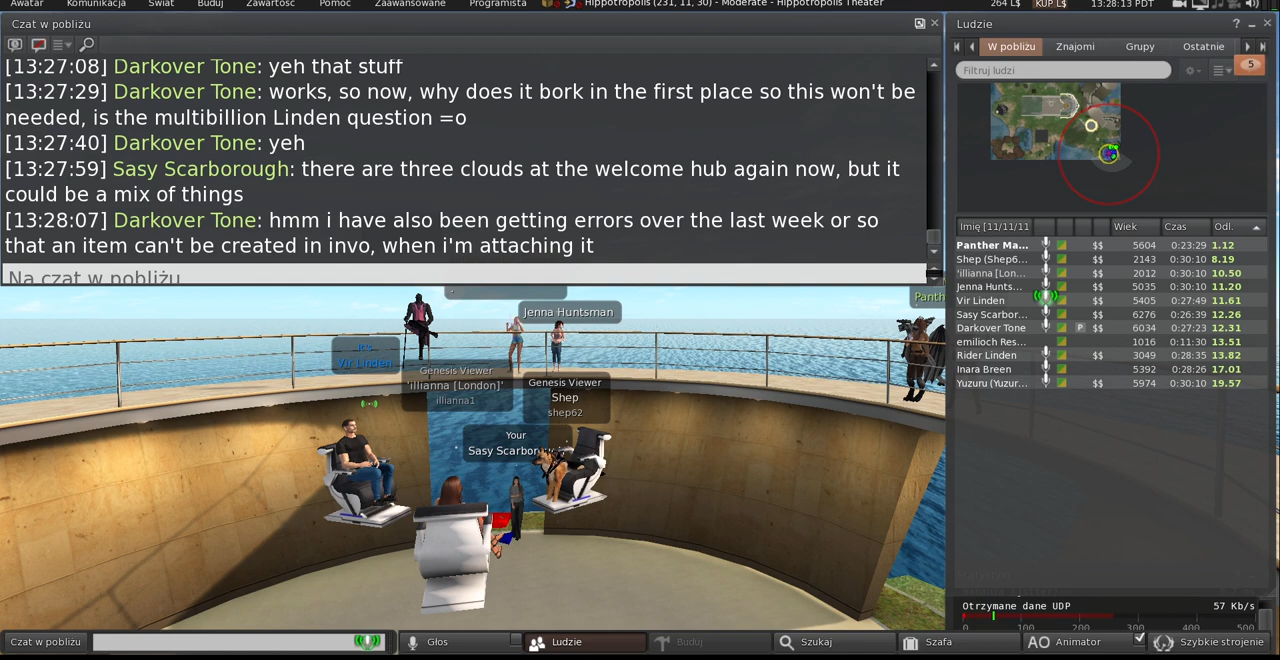 Awatar Świat Buduj Zawartość Pomoc Zaawansowane Programista Hippotropolis (231, 11, 30) - Moderate - Hippotropolis Theater 264 L$ KUP L$ 13:28:13 PDT
Czat w pobliżu
[13:27:08] Darkover Tone: yeh that stuff
[13:27:29] Darkover Tone: works, so now, why does it bork in the first place so this won't be
needed, is the multibillion Linden question =o
[13:27:40] Darkover Tone: yeh
[13:27:59] Sasy Scarborough: there are three clouds at the welcome hub again now, but it
could be a mix of things
[13:28:07] Darkover Tone: hmm i have also been getting errors over the last week or so
that an item can't be created in invo, when i'm attaching it
Na czat w pobliżu
Ludzie
W pobliżu Znajomi Grupy Ostatnie
Filtruj ludzi
5
Imię [11/11/11 Wiek Czas Odl.
Panther Ma... $$ 5604 0:23:29 1.12
Shep (Shep6... $$ 2143 0:30:10 8.19
'illianna [Lon... $$ 2012 0:30:10 10.50
Jenna Hunts... $$ 5035 0:30:10 11.20
Vir Linden $$ 5405 0:27:49 11.61
Sasy Scarbor... $$ 6276 0:26:39 12.26
Darkover Tone P $$ 6034 0:27:23 12.31
emilioch Res... 1016 0:11:30 13.51
Rider Linden $$ 3049 0:28:35 13.82
Inara Breen 5392 0:28:26 17.01
Yuzuru (Yuzur... $$ 5974 0:30:10 19.57
Otrzymane dane UDP 57 Kb/s
0 100 200 300 400 500
Panth
Jenna Huntsman
It's
Vir Linden
Genesis Viewer
'illianna [London]'
illianna1
Genesis Viewer
Shep
shep62
Your
Sasy Scarborou
Czat w pobliżu Głos Ludzie Buduj Szukaj Szafa AO Animator Szybkie strojenie